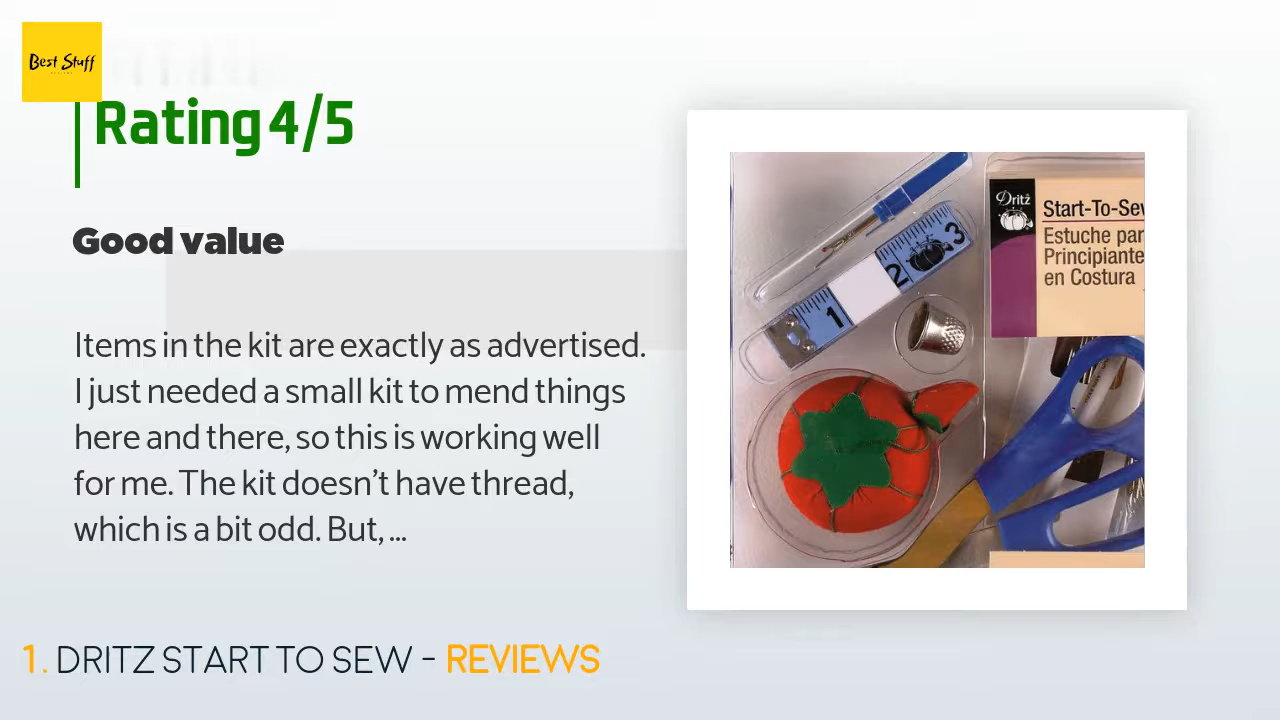 Best Stuff
Rating 4/5
Good value
Items in the kit are exactly as advertised.
I just needed a small kit to mend things
here and there, so this is working well
for me. The kit doesn't have thread,
which is a bit odd. But, ...
Dritz
Start-To-Sew
Estuche par
Principiante
en Costura
1
2
3
1. DRITZ START TO SEW - REVIEWS